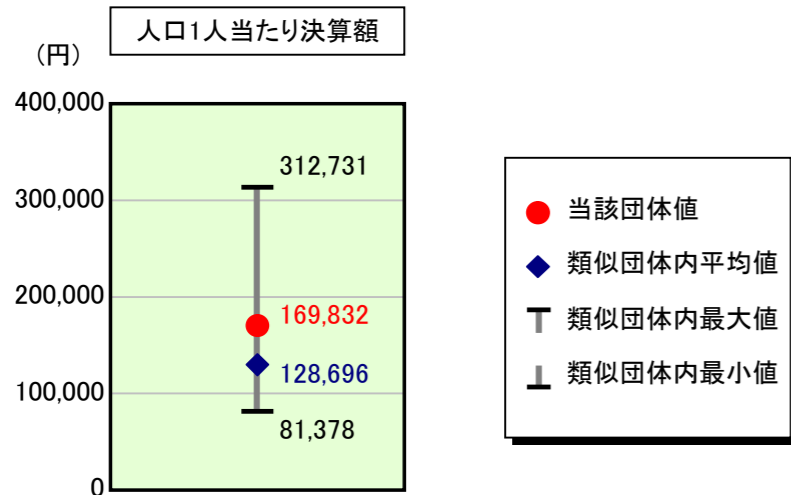 人口1人当たり決算額
(円)
400,000
300,000
200,000
100,000
0
312,731
169,832
128,696
81,378
当該団体値
類似団体内平均値
類似団体内最大値
類似団体内最小値